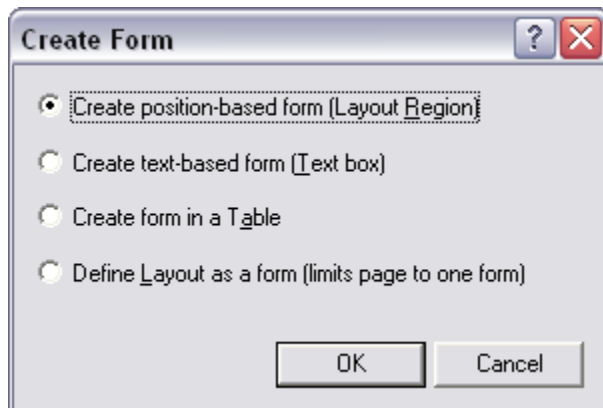 Create Form
?
Create position-based form (Layout Region)
Create text-based form (Text box)
Create form in a Table
Define Layout as a form (limits page to one form)
OK Cancel